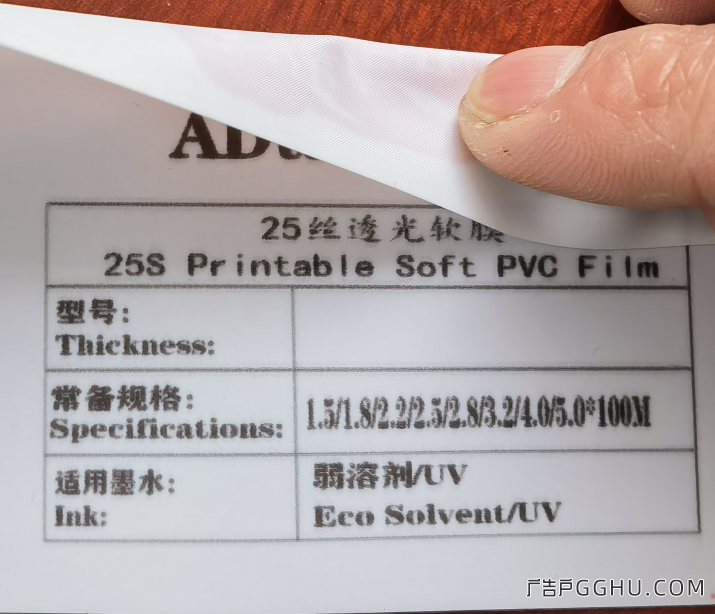 25丝透光软膜
25S Printable Soft PVC Film
型号:
Thickness:
常备规格:
Specifications:
1.5/1.8/2.2/2.5/2.8/3.2/4.0/5.0*100M
适用墨水:
Ink:
弱溶剂/UV
Eco Solvent/UV
广告户GGHU.COM